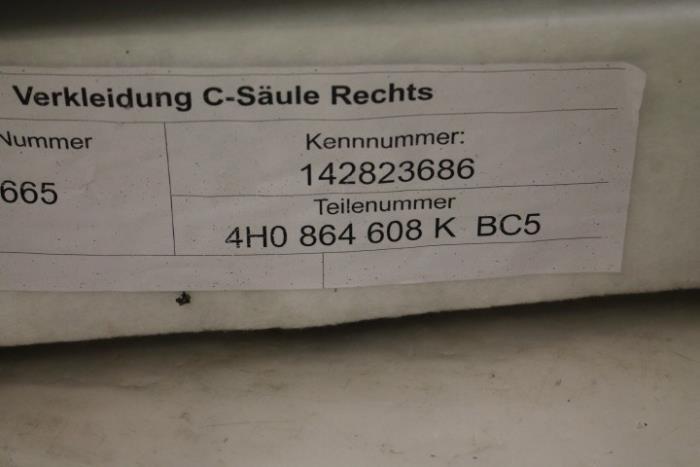 Verkleidung C-Säule Rechts
Nummer
665
Kennnummer:
142823686
Teilenummer
4H0 864 608 K BC5